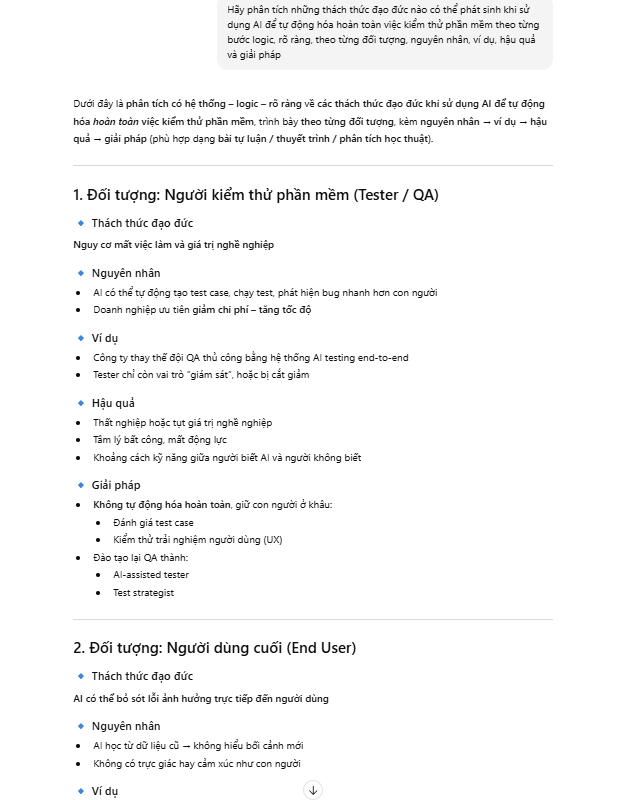 Hãy phân tích những thách thức đạo đức nào có thể phát sinh khi sử
dụng AI để tự động hóa hoàn toàn việc kiểm thử phần mềm theo từng
bước logic, rõ ràng, theo từng đối tượng, nguyên nhân, ví dụ, hậu quả
và giải pháp
Dưới đây là phân tích có hệ thống – logic – rõ ràng về các thách thức đạo đức khi sử dụng AI để tự động
hóa hoàn toàn việc kiểm thử phần mềm, trình bày theo từng đối tượng, kèm nguyên nhân → ví dụ → hậu
quả → giải pháp (phù hợp dạng bài tự luận / thuyết trình / phân tích học thuật).
1. Đối tượng: Người kiểm thử phần mềm (Tester / QA)
🔹 Thách thức đạo đức
Nguy cơ mất việc làm và giá trị nghề nghiệp
🔹 Nguyên nhân
• AI có thể tự động tạo test case, chạy test, phát hiện bug nhanh hơn con người
• Doanh nghiệp ưu tiên giảm chi phí – tăng tốc độ
🔹 Ví dụ
• Công ty thay thế đội QA thủ công bằng hệ thống AI testing end-to-end
• Tester chỉ còn vai trò "giám sát", hoặc bị cắt giảm
🔹 Hậu quả
• Thất nghiệp hoặc tụt giá trị nghề nghiệp
• Tâm lý bất công, mất động lực
• Khoảng cách kỹ năng giữa người biết AI và người không biết
🔹 Giải pháp
• Không tự động hóa hoàn toàn, giữ con người ở khâu:
• Đánh giá test case
• Kiểm thử trải nghiệm người dùng (UX)
• Đào tạo lại QA thành:
• AI-assisted tester
• Test strategist
2. Đối tượng: Người dùng cuối (End User)
🔹 Thách thức đạo đức
AI có thể bỏ sót lỗi ảnh hưởng trực tiếp đến người dùng
🔹 Nguyên nhân
• AI học từ dữ liệu cũ → không hiểu bối cảnh mới
• Không có trực giác hay cảm xúc như con người
🔹 Ví dụ